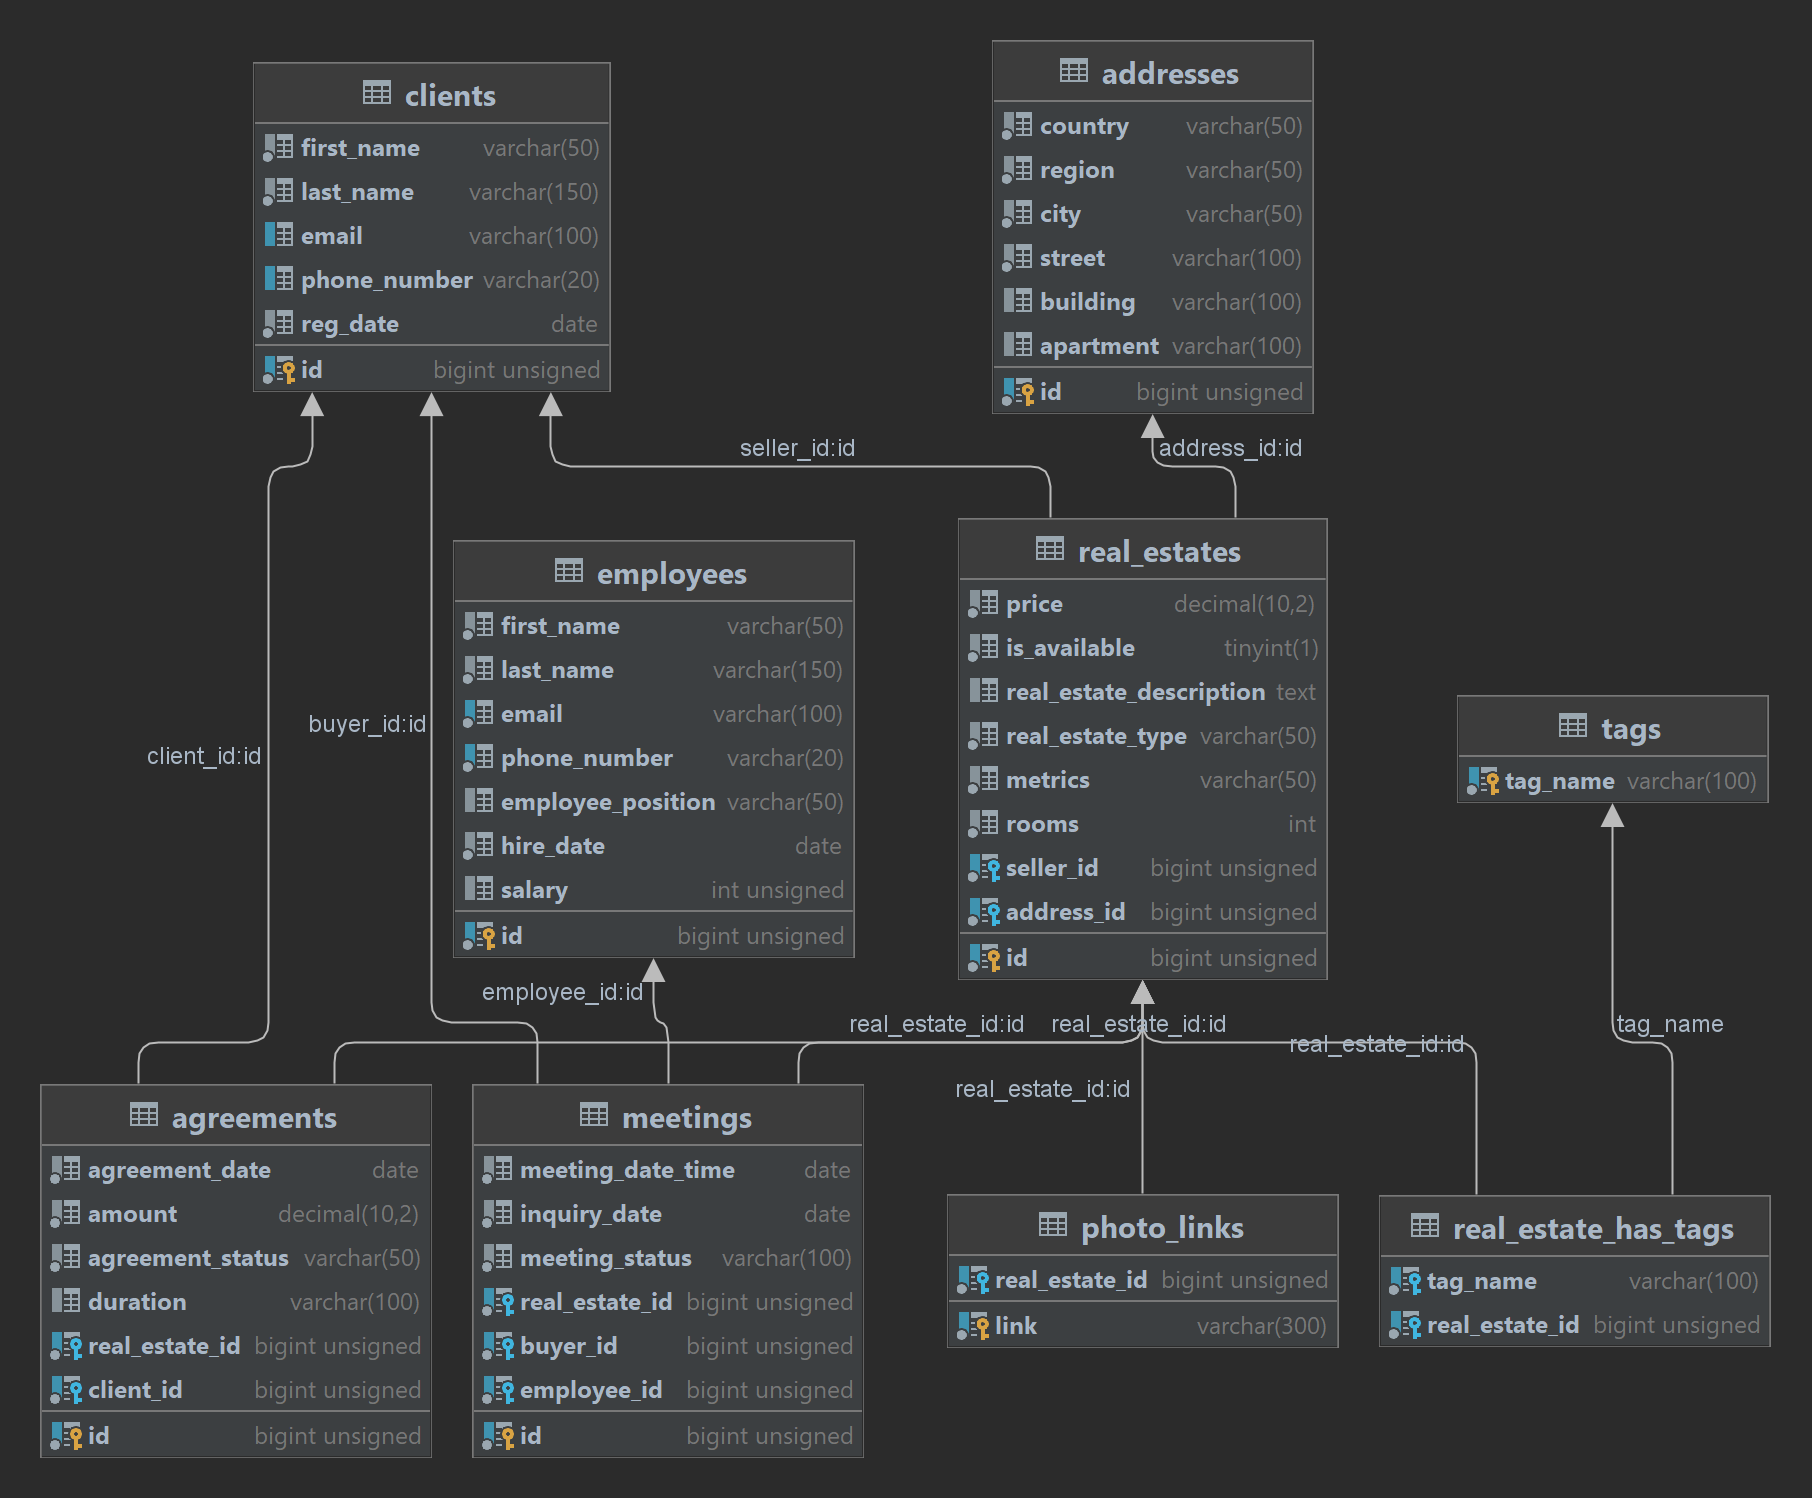 clients
first_name varchar(50)
last_name varchar(150)
email varchar(100)
phone_number varchar(20)
reg_date date
id bigint unsigned
addresses
country varchar(50)
region varchar(50)
city varchar(50)
street varchar(100)
building varchar(100)
apartment varchar(100)
id bigint unsigned
seller_id:id
address_id:id
employees
first_name varchar(50)
last_name varchar(150)
email varchar(100)
phone_number varchar(20)
employee_position varchar(50)
hire_date date
salary int unsigned
id bigint unsigned
real_estates
price decimal(10,2)
is_available tinyint(1)
real_estate_description text
real_estate_type varchar(50)
metrics varchar(50)
rooms int
seller_id bigint unsigned
address_id bigint unsigned
id bigint unsigned
tags
tag_name varchar(100)
client_id:id
buyer_id:id
employee_id:id
real_estate_id:id
real_estate_id:id
real_estate_id:id
tag_name
real_estate_id:id
agreements
agreement_date date
amount decimal(10,2)
agreement_status varchar(50)
duration varchar(100)
real_estate_id bigint unsigned
client_id bigint unsigned
id bigint unsigned
meetings
meeting_date_time date
inquiry_date date
meeting_status varchar(100)
real_estate_id bigint unsigned
buyer_id bigint unsigned
employee_id bigint unsigned
id bigint unsigned
photo_links
real_estate_id bigint unsigned
link varchar(300)
real_estate_has_tags
tag_name varchar(100)
real_estate_id bigint unsigned